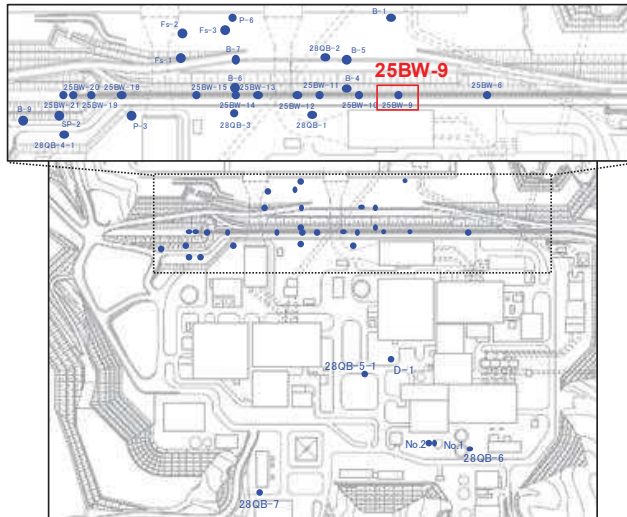 P-6
B-1
Fs-2
Fs-3
Fs-1
B-7
28QB-2
B-5
25BW-9
B-6
B-4
25BW-20 25BW-18 25BW-15 25BW-13 25BW-11 25BW-6
25BW-21 25BW-19 25BW-14 25BW-12 25BW-10 25BW-9
B-9
SP-2
P-3
28QB-3
28QB-1
28QB-4-1
28QB-5-1
D-1
No.2
No.1
28QB-6
28QB-7